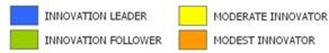 INNOVATION LEADER
MODERATE INNOVATOR
INNOVATION FOLLOWER
MODEST INNOVATOR